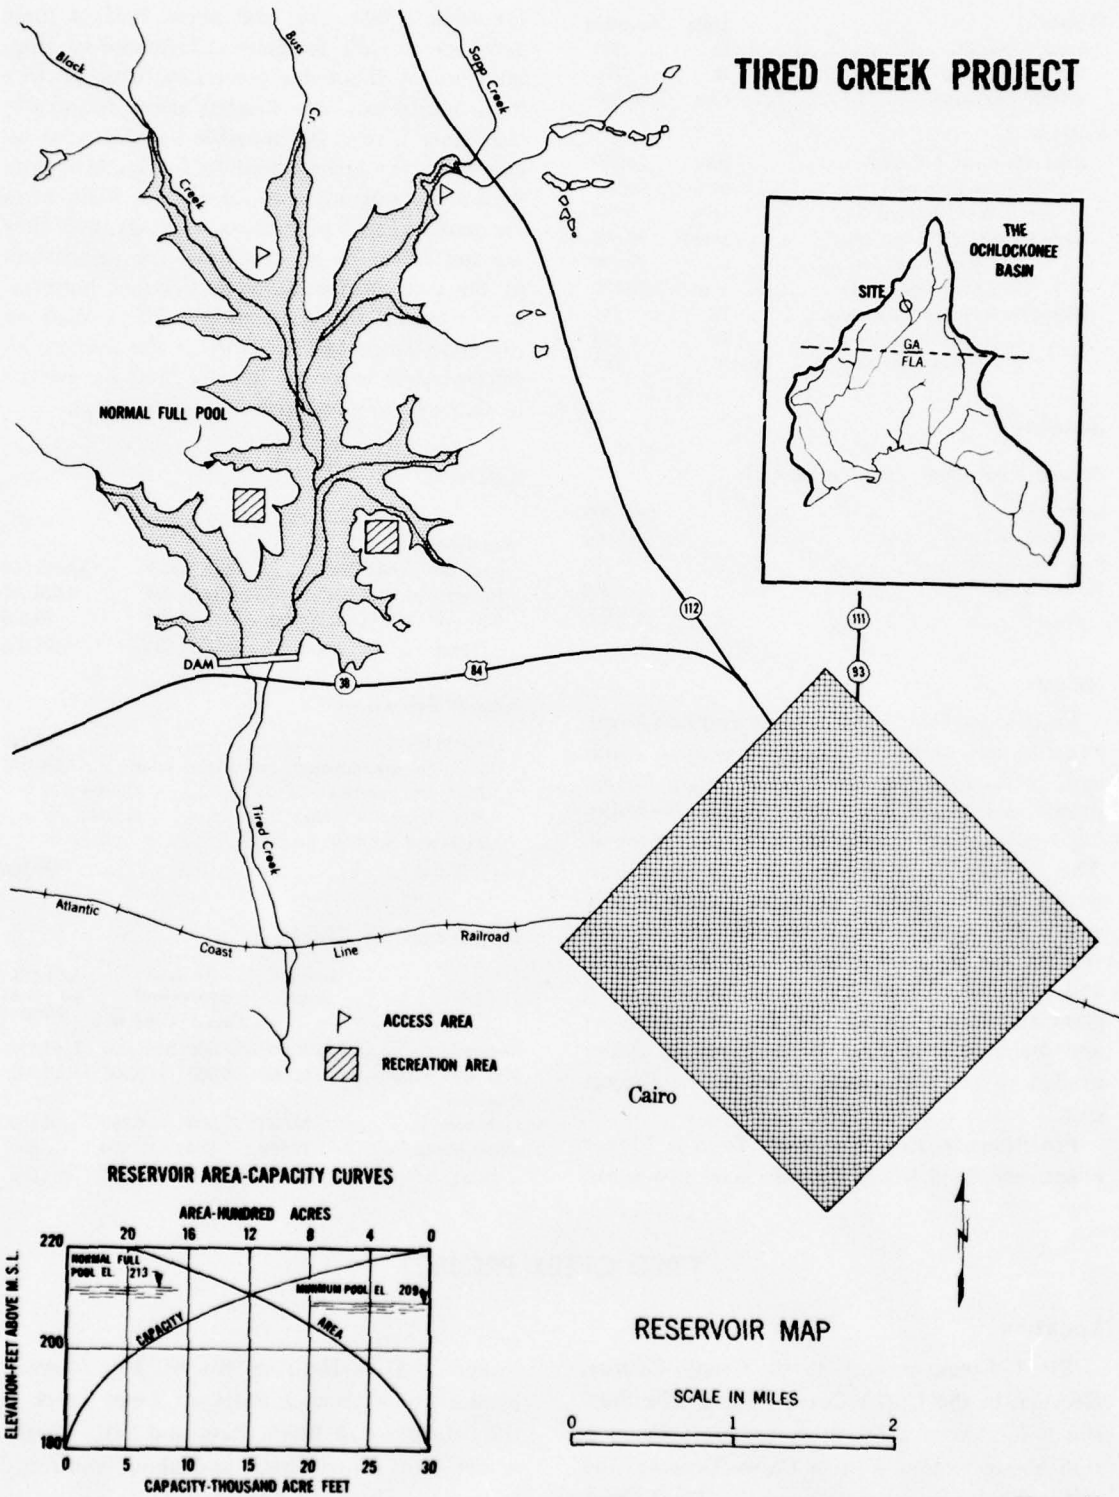 TIRED CREEK PROJECT
Black
Creek
Buss
Cr.
Sapp Creek
THE
OCHLOCKONEE
BASIN
SITE
GA.
FLA.
NORMAL FULL POOL
112
111
93
DAM
38
84
Tired Creek
Atlantic
Coast
Line
Railroad
ACCESS AREA
RECREATION AREA
Cairo
RESERVOIR AREA-CAPACITY CURVES
AREA-HUNDRED ACRES
20 16 12 8 4 0
220
200
180
ELEVATION-FEET ABOVE M.S.L.
NORMAL FULL
POOL EL. 213
MINIMUM POOL EL. 209
CAPACITY
AREA
0 5 10 15 20 25 30
CAPACITY-THOUSAND ACRE FEET
N
RESERVOIR MAP
SCALE IN MILES
0 1 2